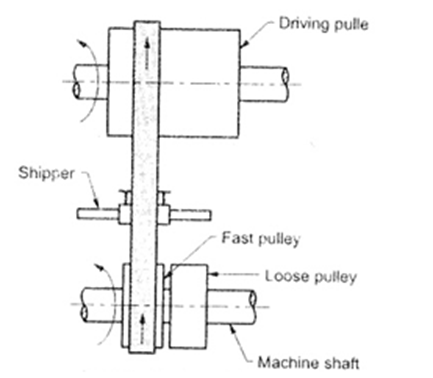 Driving pulle
Shipper
Fast pulley
Loose pulley
Machine shaft